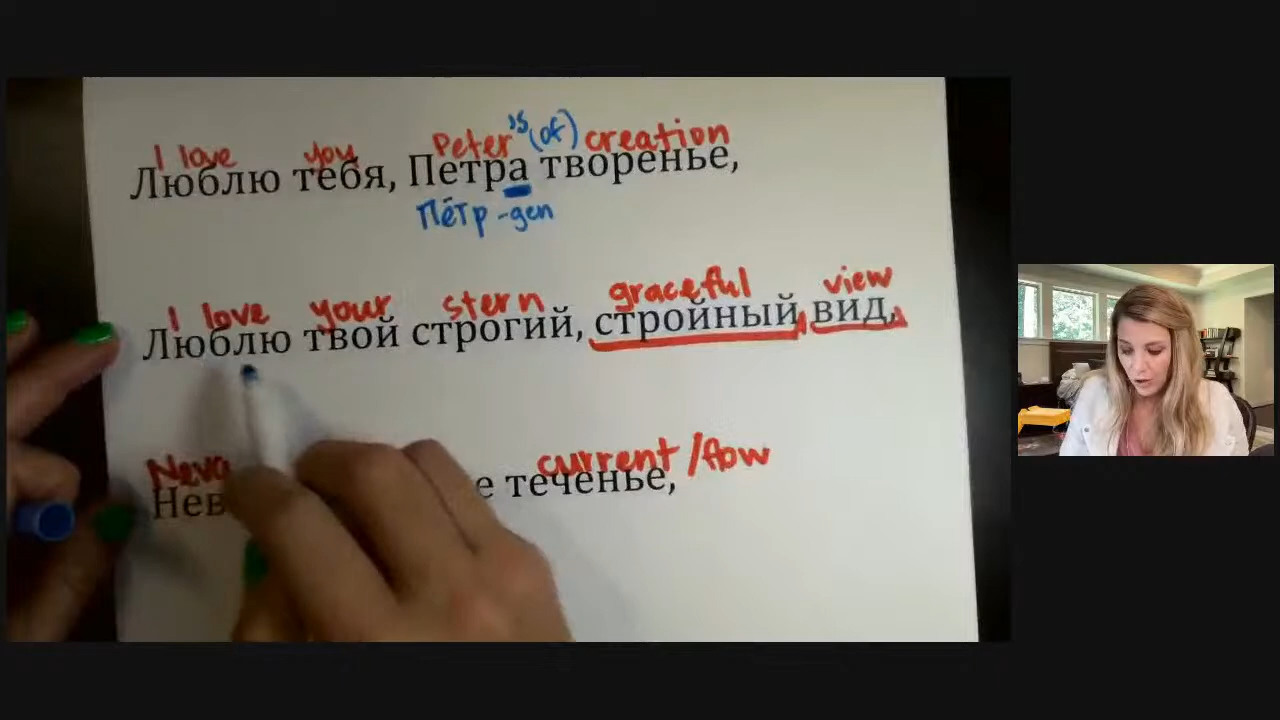 I love you Peter's (of) creation
Люблю тебя, Петра творенье,
Пётр -gen
I love your stern graceful view
Люблю твой строгий, стройный вид,
Neva current/flow
Нев е теченье,